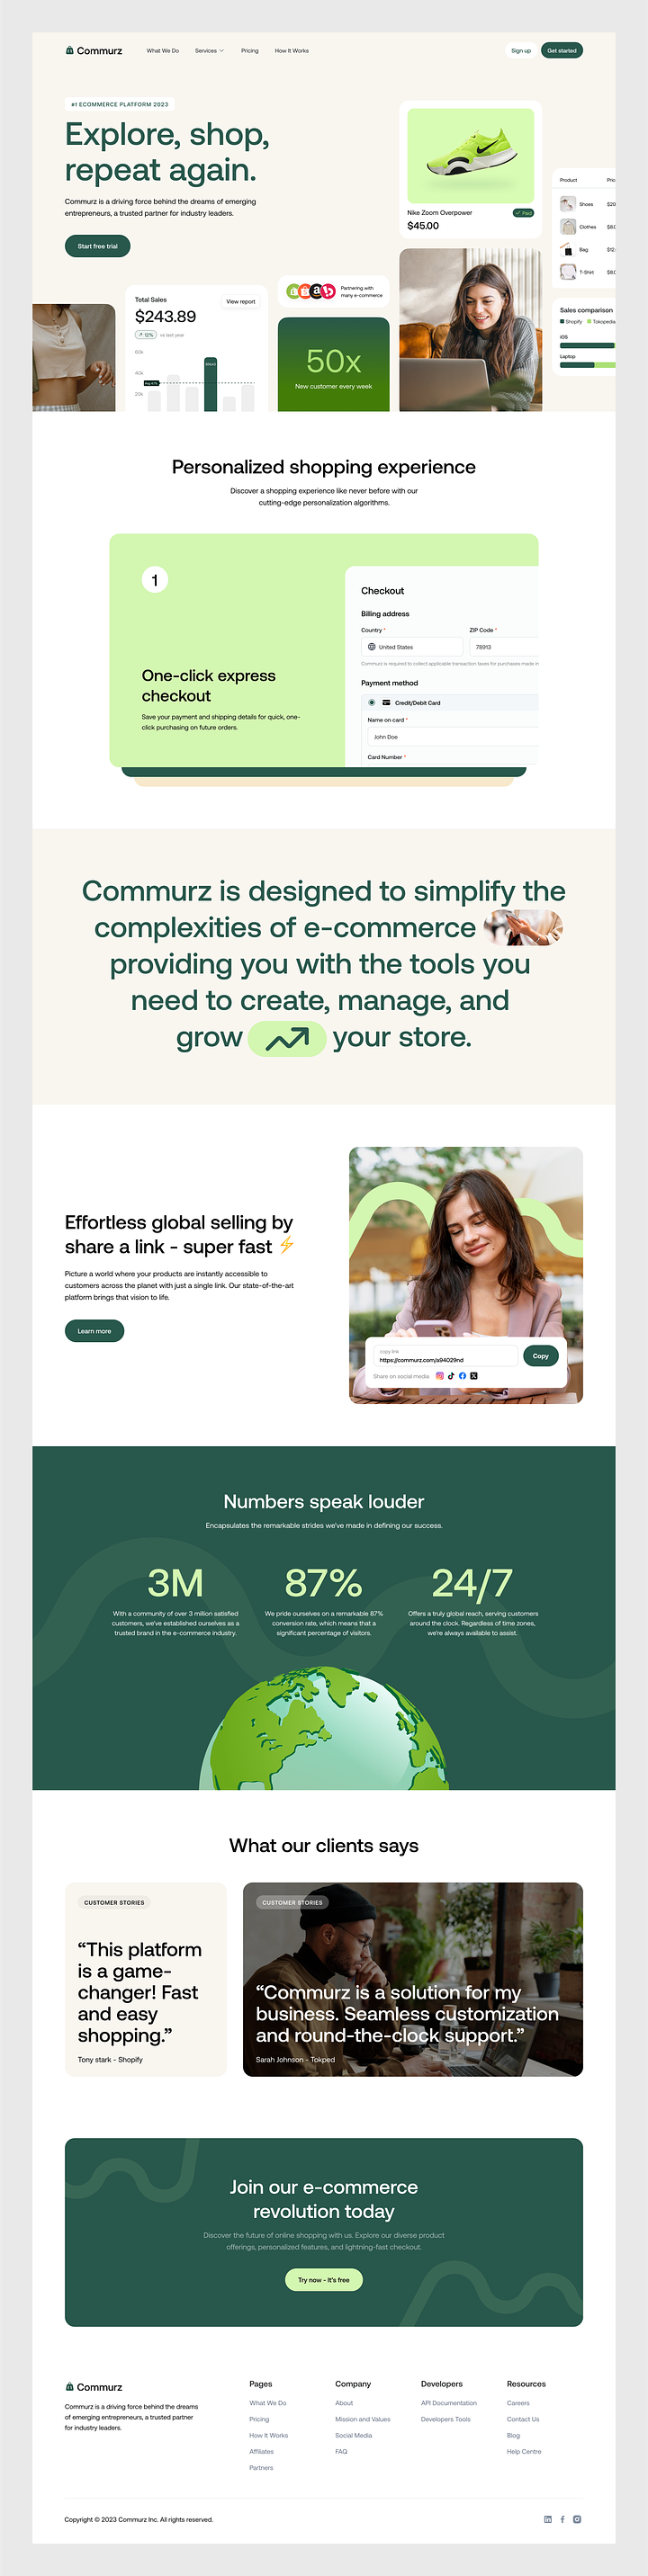 Commurz
What We Do
Services
Pricing
How It Works
Sign up
Get started
#1 ECOMMERCE PLATFORM 2023
Explore, shop,
repeat again.
Commurz is a driving force behind the dreams of emerging
entrepreneurs, a trusted partner for industry leaders.
Start free trial
Nike Zoom Overpower
Paid
$45.00
Product
Shoes
Clothes
Bag
T-Shirt
Sales comparison
Shopify
Tokopedia
iOS
Laptop
Total Sales
View report
$243.89
12%
vs last year
60k
40k
20k
Partnering with
many e-commerce
50x
New customer every week
Personalized shopping experience
Discover a shopping experience like never before with our
cutting-edge personalization algorithms.
1
One-click express
checkout
Save your payment and shipping details for quick, one-
click purchasing on future orders.
Checkout
Billing address
Country *
ZIP Code *
United States
78913
Commurz is required to collect applicable transaction taxes for purchases made in
Payment method
Credit/Debit Card
Name on card *
John Doe
Card Number *
Commurz is designed to simplify the
complexities of e-commerce
providing you with the tools you
need to create, manage, and
grow your store.
Effortless global selling by
share a link - super fast
Picture a world where your products are instantly accessible to
customers across the planet with just a single link. Our state-of-the-art
platform brings that vision to life.
Learn more
copy link
https://commurz.com/a94029nd
Copy
Share on social media
Numbers speak louder
Encapsulates the remarkable strides we've made in defining our success.
3M
With a community of over 3 million satisfied
customers, we've established ourselves as a
trusted brand in the e-commerce industry.
87%
We pride ourselves on a remarkable 87%
conversion rate, which means that a
significant percentage of visitors.
24/7
Offers a truly global reach, serving customers
around the clock. Regardless of time zones,
we're always available to assist.
What our clients says
CUSTOMER STORIES
“This platform
is a game-
changer! Fast
and easy
shopping.”
Tony stark - Shopify
CUSTOMER STORIES
“Commurz is a solution for my
business. Seamless customization
and round-the-clock support.”
Sarah Johnson - Tokped
Join our e-commerce
revolution today
Discover the future of online shopping with us. Explore our diverse product
offerings, personalized features, and lightning-fast checkout.
Try now - It's free
Commurz
Commurz is a driving force behind the dreams
of emerging entrepreneurs, a trusted partner
for industry leaders.
Pages
What We Do
Pricing
How It Works
Affiliates
Partners
Company
About
Mission and Values
Social Media
FAQ
Developers
API Documentation
Developers Tools
Resources
Careers
Contact Us
Blog
Help Centre
Copyright © 2023 Commurz Inc. All rights reserved.